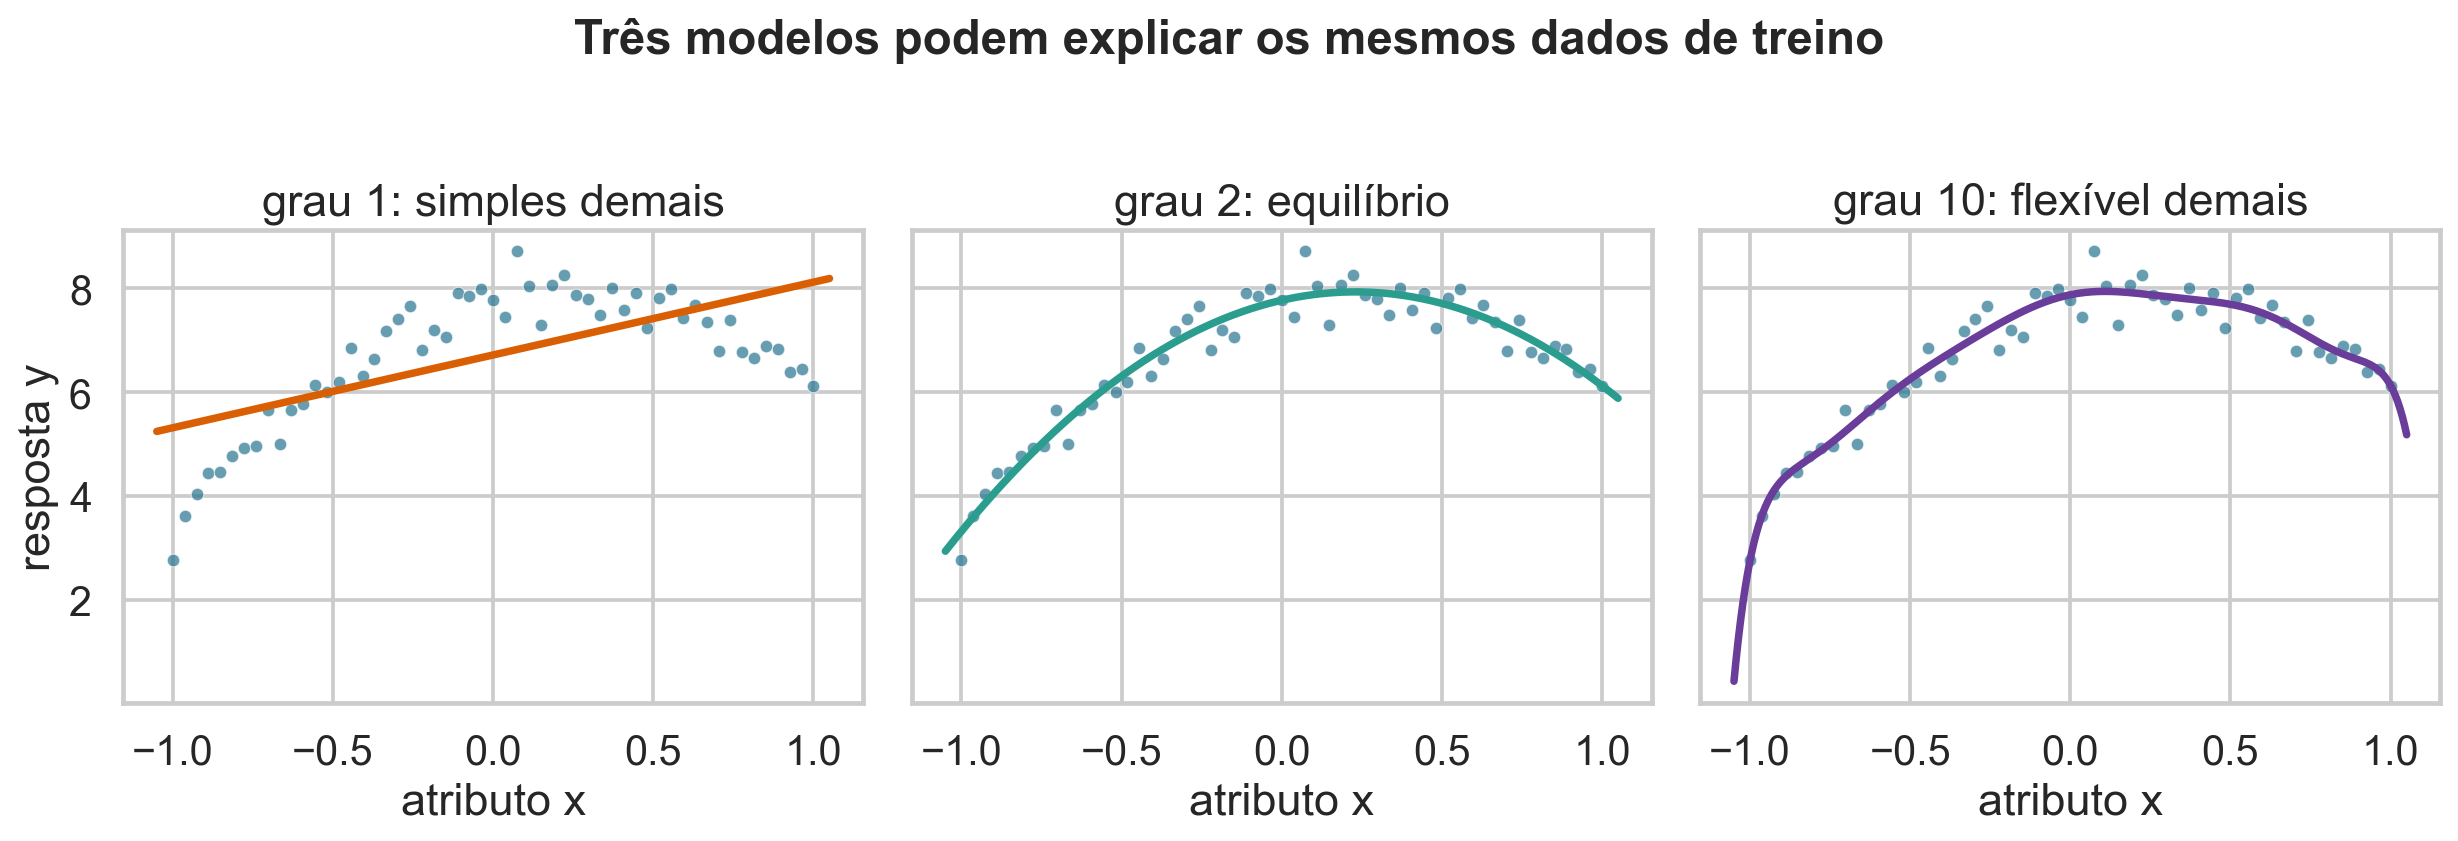 Três modelos podem explicar os mesmos dados de treino
grau 1: simples demais
grau 2: equilíbrio
grau 10: flexível demais
resposta y
8
6
4
2
−1.0 −0.5 0.0 0.5 1.0
−1.0 −0.5 0.0 0.5 1.0
−1.0 −0.5 0.0 0.5 1.0
atributo x
atributo x
atributo x